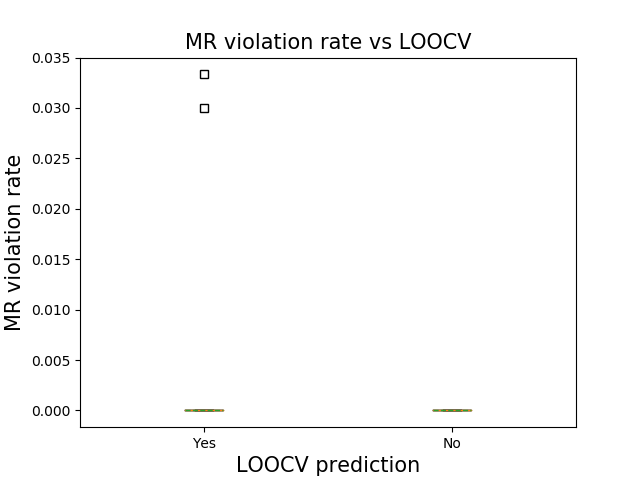 MR violation rate vs LOOCV
0.035
0.030
0.025
0.020
0.015
0.010
0.005
0.000
MR violation rate
Yes
No
LOOCV prediction